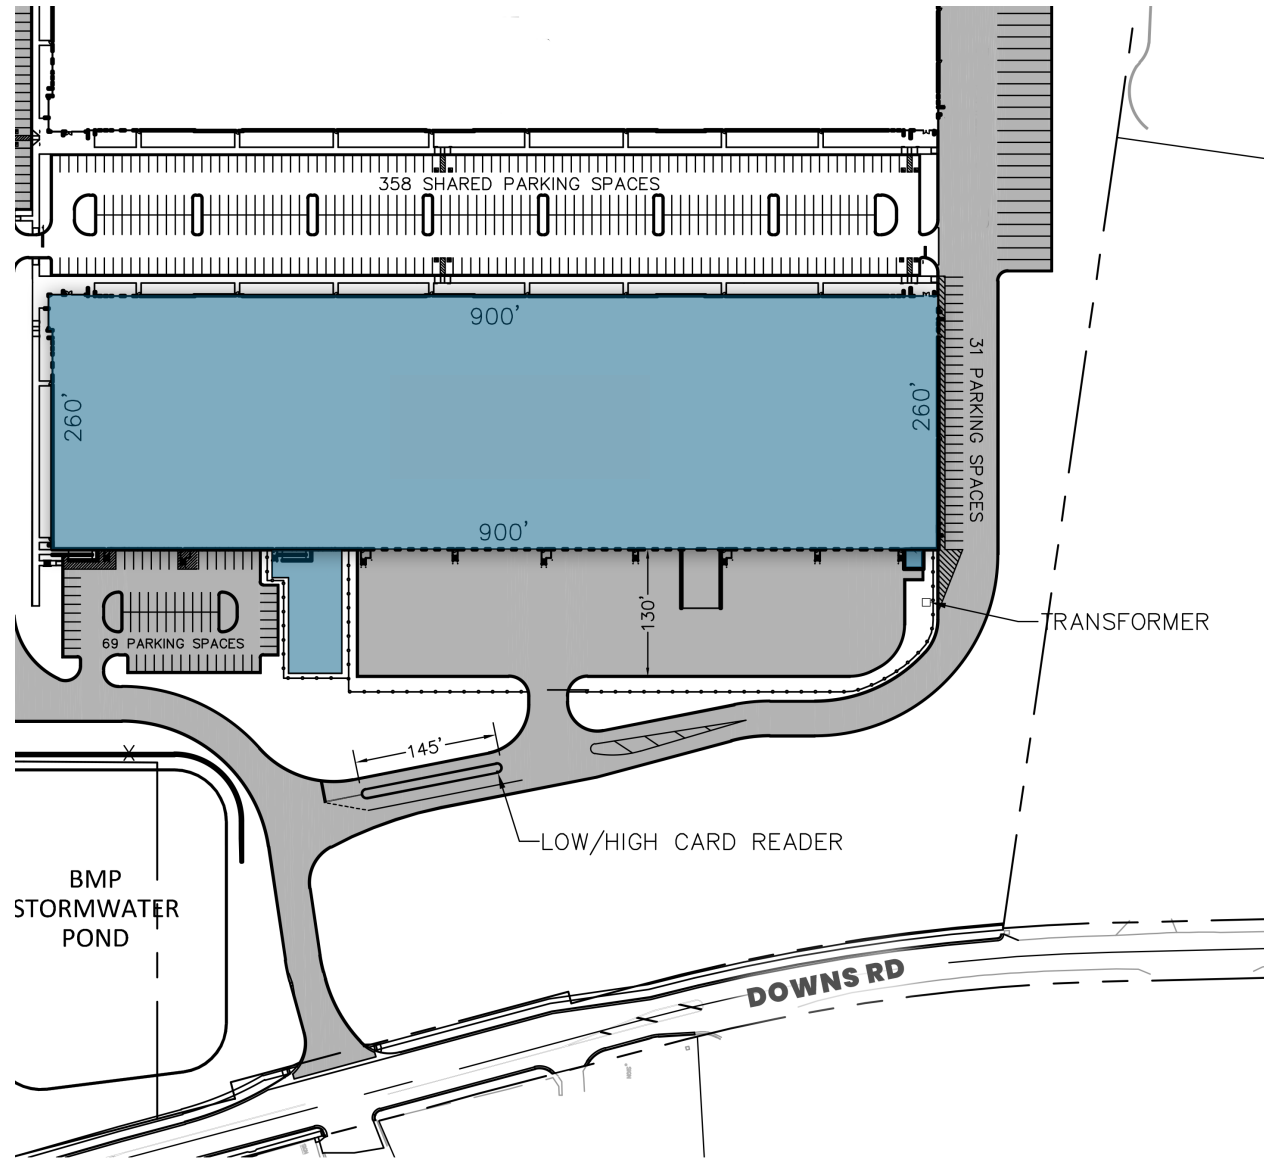 358 SHARED PARKING SPACES
900'
31 PARKING SPACES
260'
260'
900'
130'
TRANSFORMER
69 PARKING SPACES
145'
LOW/HIGH CARD READER
BMP
STORMWATER
POND
X
DOWNS RD